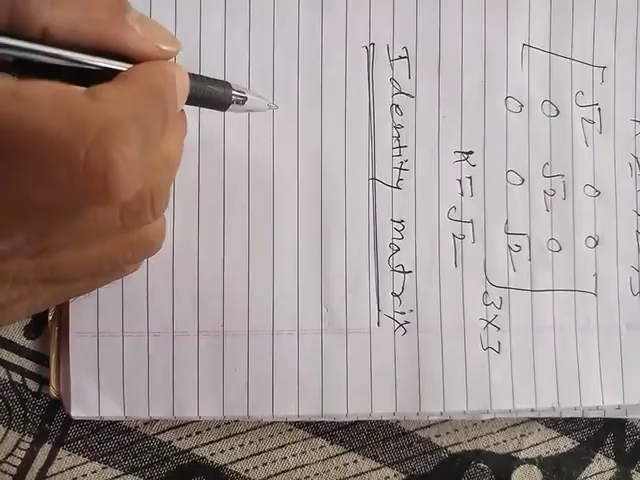 √2 0 0
0 √2 0
0 0 √2
3×3
K = √2
Identity matrix